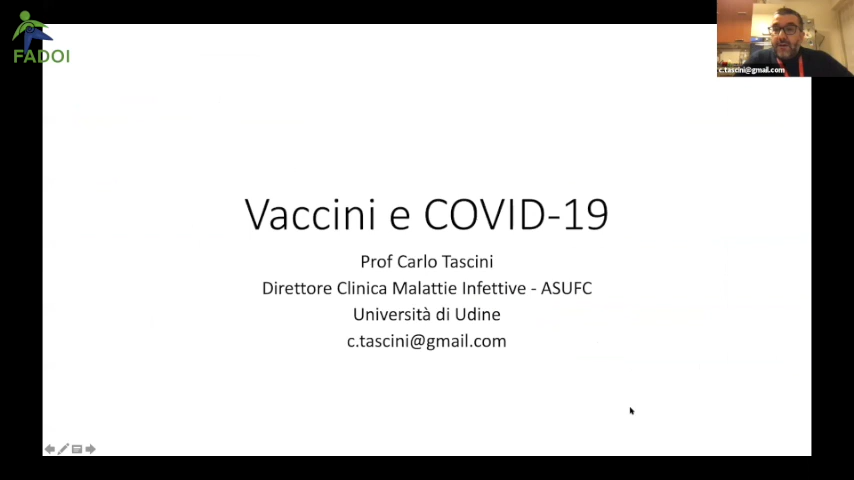 FADOI
c.tascini@gmail.com
Vaccini e COVID-19
Prof Carlo Tascini
Direttore Clinica Malattie Infettive - ASUFC
Università di Udine
c.tascini@gmail.com